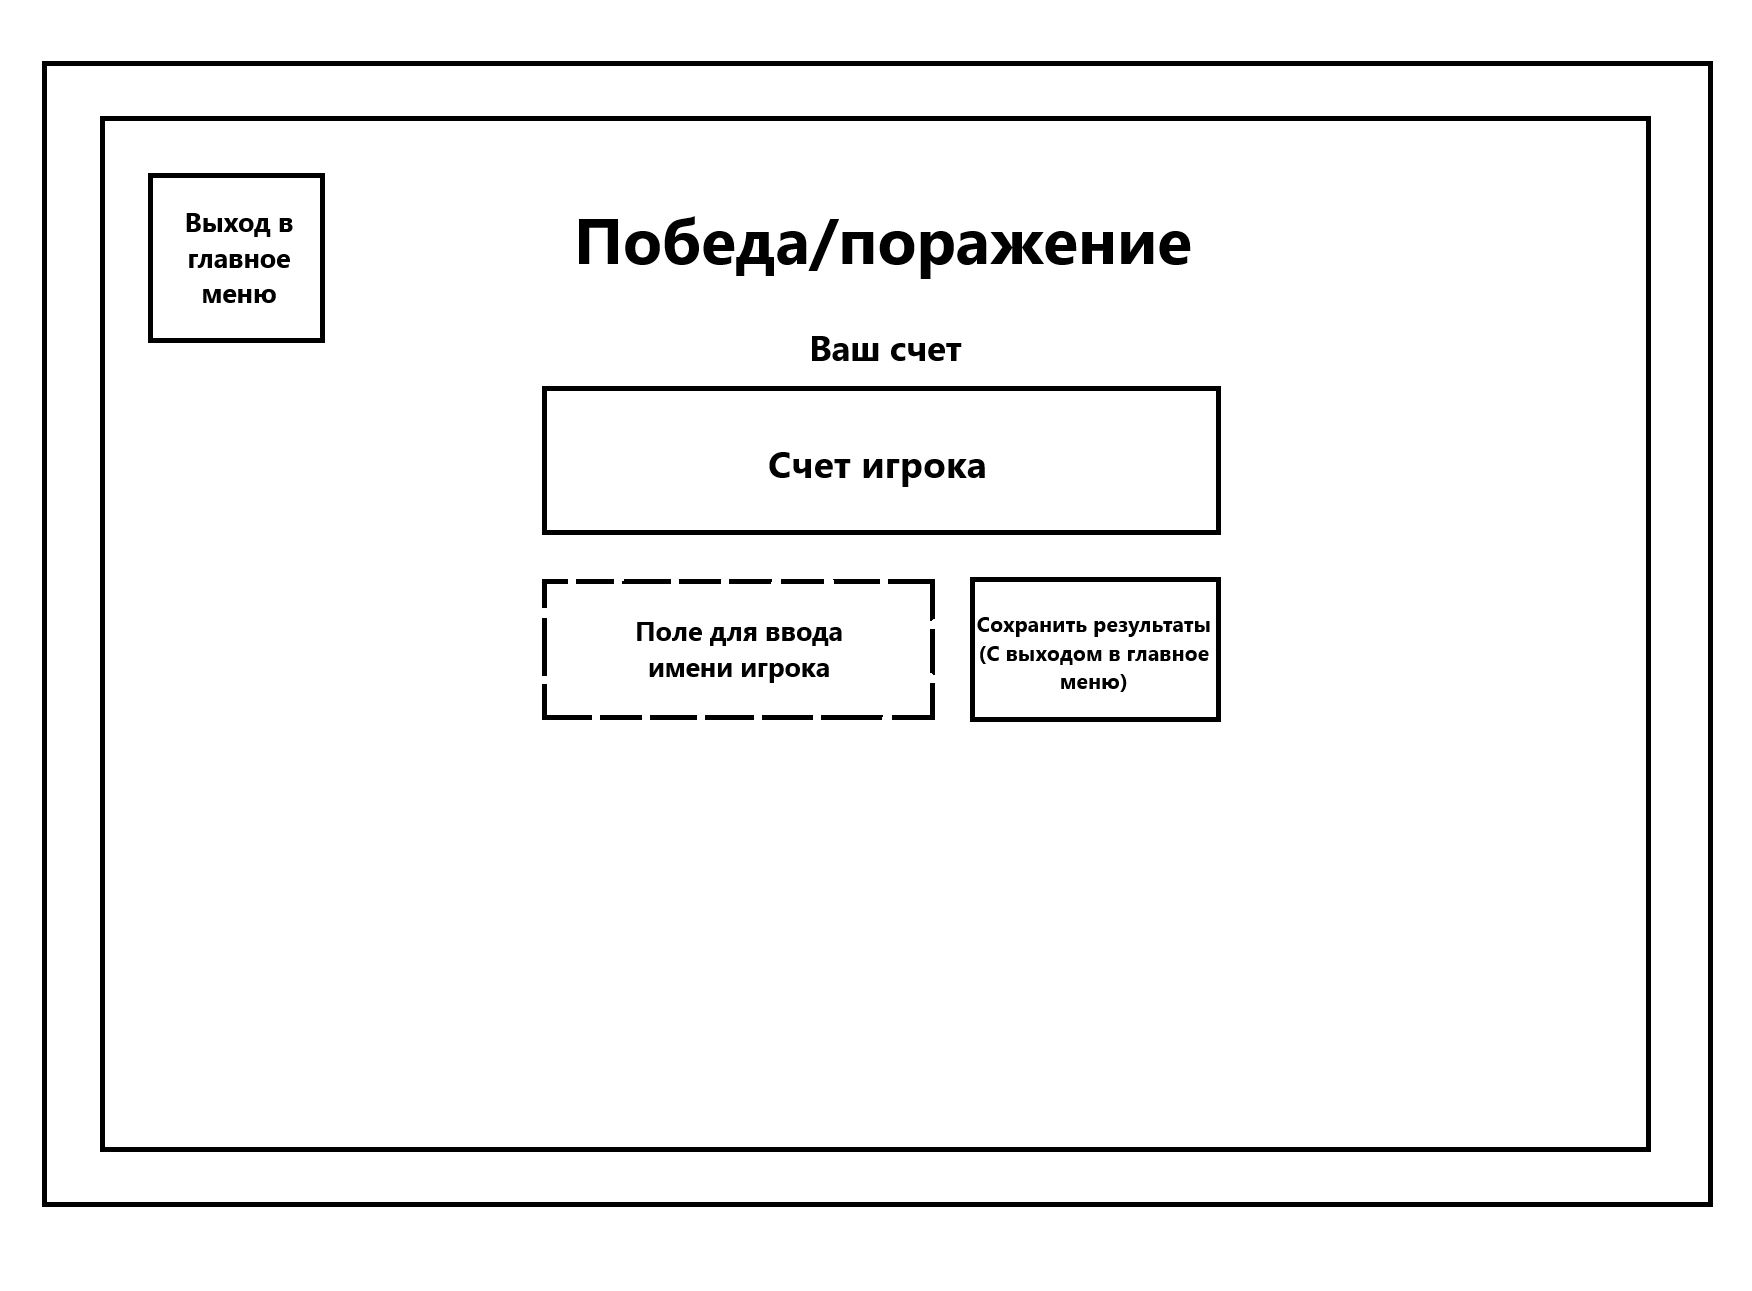 Выход в
главное
меню
Победа/поражение
Ваш счет
Счет игрока
Поле для ввода
имени игрока
Сохранить результаты
(С выходом в главное
меню)